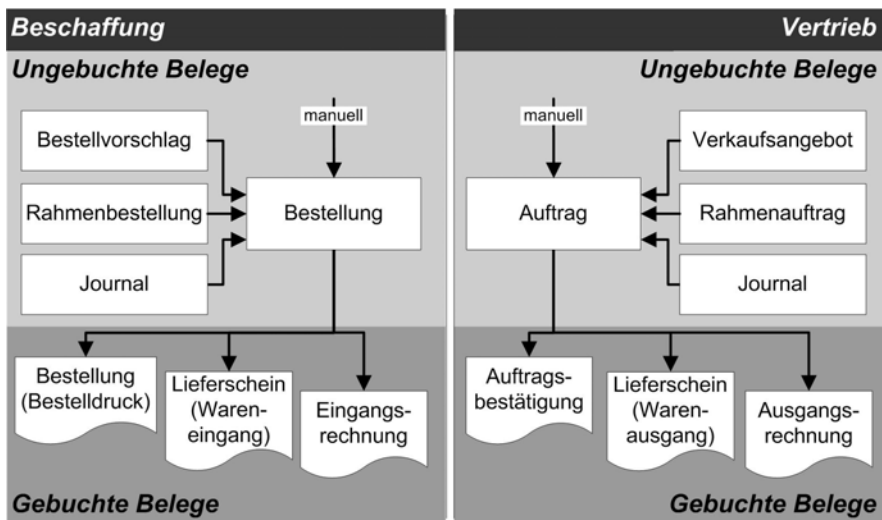 Beschaffung
Ungebuchte Belege
manuell
Bestellvorschlag
Rahmenbestellung
Bestellung
Journal
Bestellung
(Bestelldruck)
Lieferschein
(Waren-
eingang)
Eingangs-
rechnung
Gebuchte Belege
Vertrieb
Ungebuchte Belege
manuell
Verkaufsangebot
Auftrag
Rahmenauftrag
Journal
Auftrags-
bestätigung
Lieferschein
(Waren-
ausgang)
Ausgangs-
rechnung
Gebuchte Belege